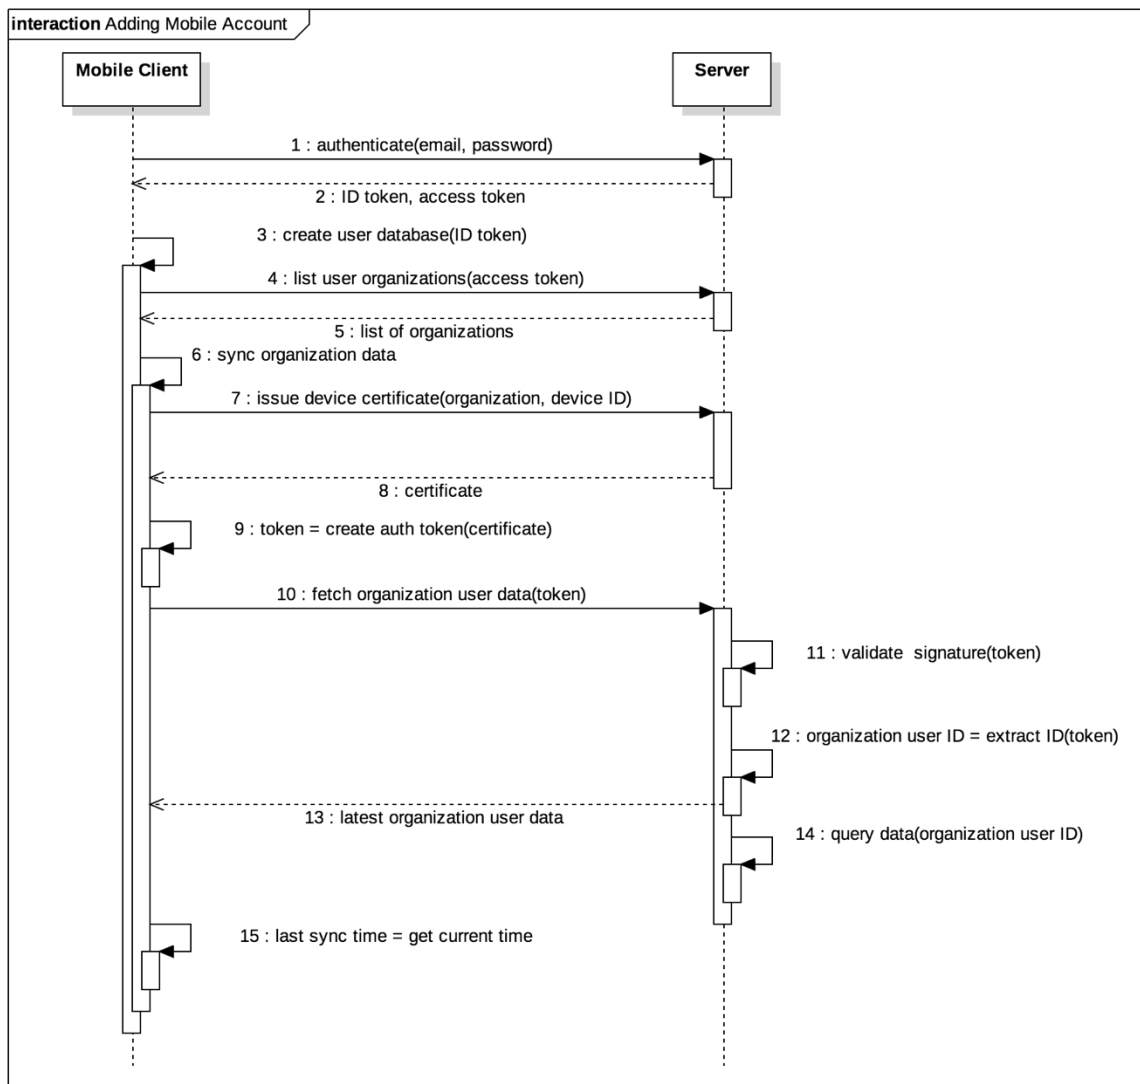 interaction Adding Mobile Account
Mobile Client
Server
1 : authenticate(email, password)
2 : ID token, access token
3 : create user database(ID token)
4 : list user organizations(access token)
5 : list of organizations
6 : sync organization data
7 : issue device certificate(organization, device ID)
8 : certificate
9 : token = create auth token(certificate)
10 : fetch organization user data(token)
11 : validate  signature(token)
12 : organization user ID = extract ID(token)
13 : latest organization user data
14 : query data(organization user ID)
15 : last sync time = get current time